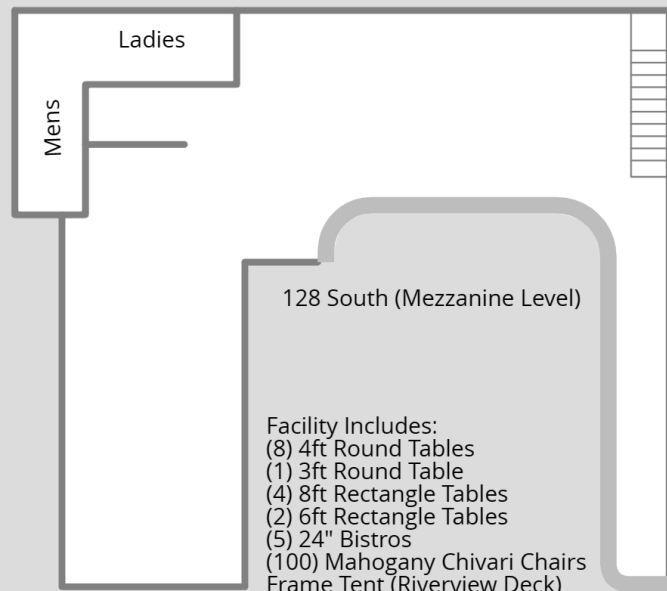 Ladies
Mens
128 South (Mezzanine Level)
Facility Includes:
(8) 4ft Round Tables
(1) 3ft Round Table
(4) 8ft Rectangle Tables
(2) 6ft Rectangle Tables
(5) 24" Bistros
(100) Mahogany Chivari Chairs
Frame Tent (Riverview Deck)